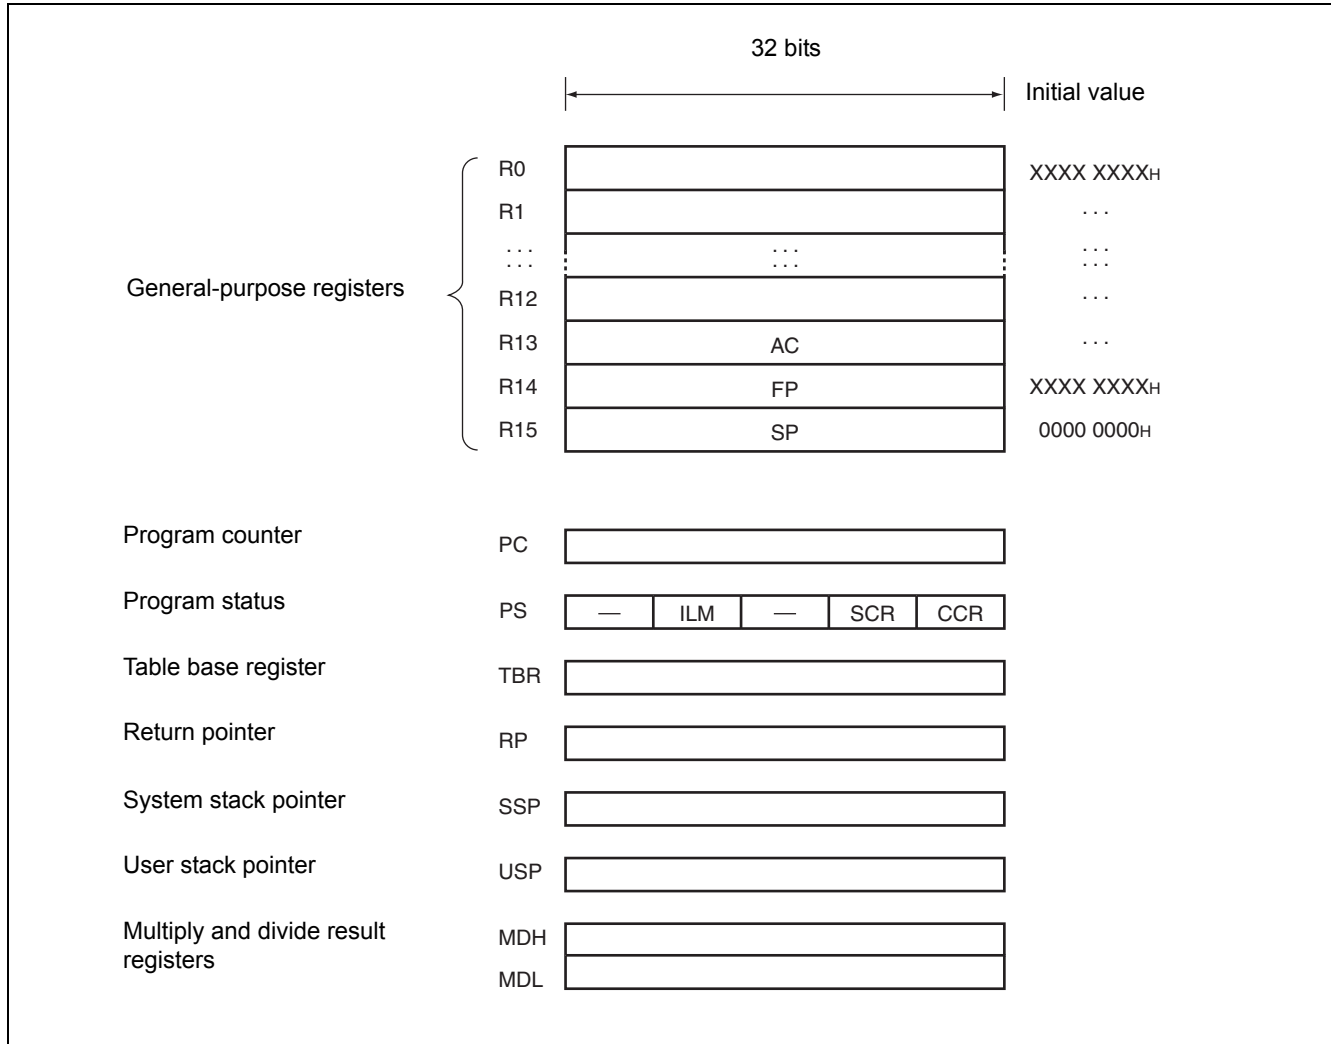 32 bits
Initial value
R0 XXXX XXXXH
R1 . . .
. . . . . . . . .
. . . . . . . . .
General-purpose registers
R12 . . .
R13 AC . . .
R14 FP XXXX XXXXH
R15 SP 0000 0000H
Program counter PC
Program status PS — ILM — SCR CCR
Table base register TBR
Return pointer RP
System stack pointer SSP
User stack pointer USP
Multiply and divide result MDH
registers MDL